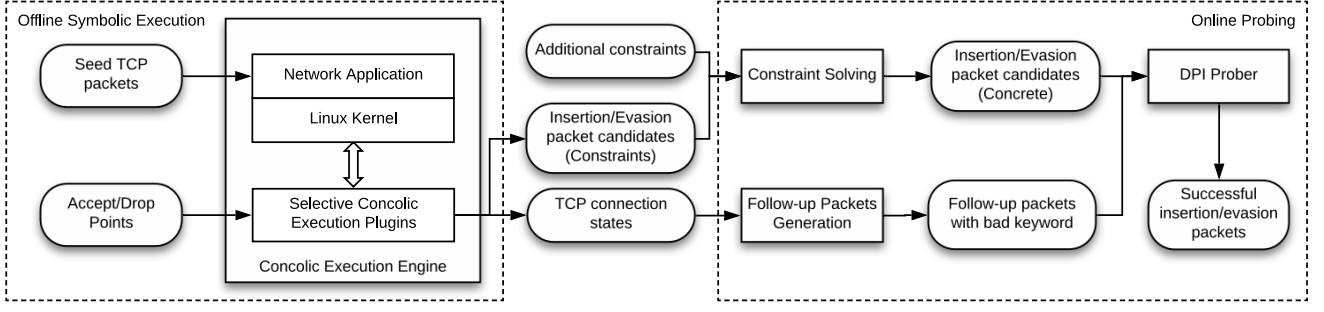 Offline Symbolic Execution
Seed TCP
packets
Accept/Drop
Points
Network Application
Linux Kernel
Selective Concolic
Execution Plugins
Concolic Execution Engine
Additional constraints
Insertion/Evasion
packet candidates
(Constraints)
TCP connection
states
Online Probing
Constraint Solving
Insertion/Evasion
packet candidates
(Concrete)
DPI Prober
Follow-up Packets
Generation
Follow-up packets
with bad keyword
Successful
insertion/evasion
packets